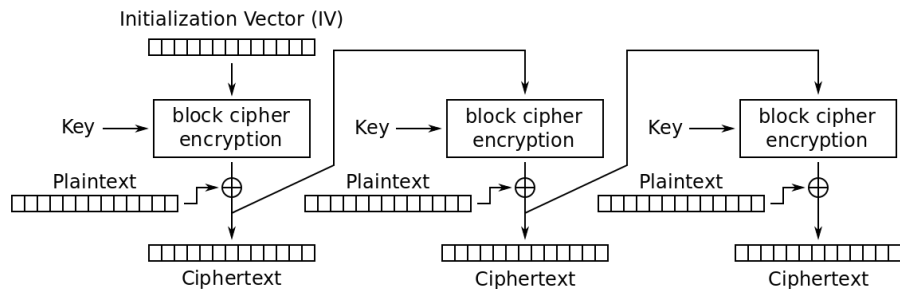 Initialization Vector (IV)
Key
block cipher
encryption
Key
block cipher
encryption
Key
block cipher
encryption
Plaintext
Plaintext
Plaintext
Ciphertext
Ciphertext
Ciphertext